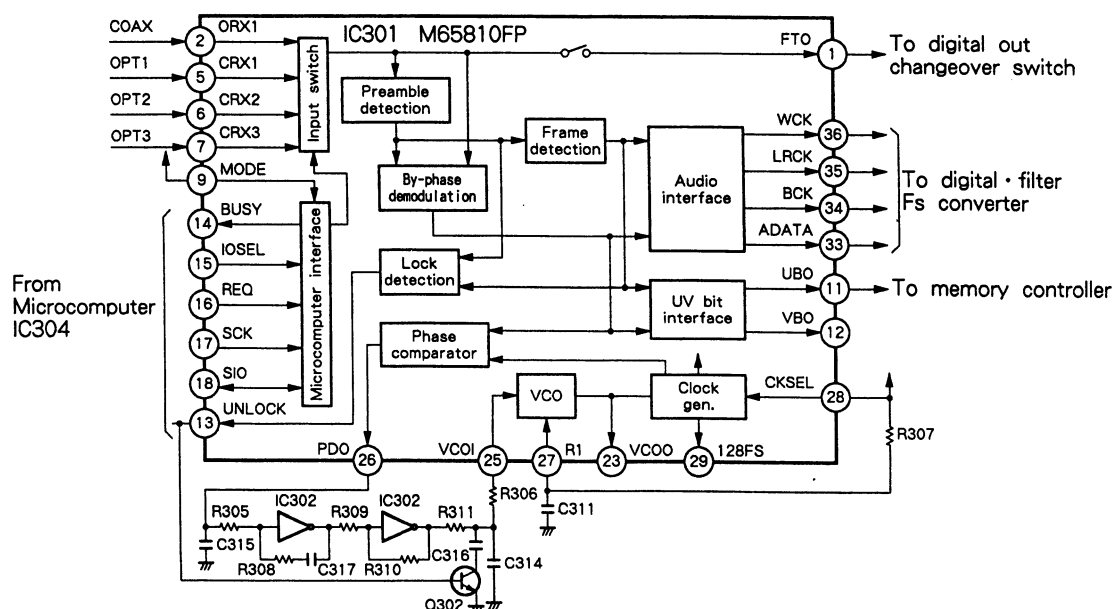 IC301 M65810FP
COAX
2
ORX1
OPT1
5
CRX1
OPT2
6
CRX2
OPT3
7
CRX3
9
MODE
14
BUSY
15
IOSEL
16
REQ
17
SCK
18
SIO
13
UNLOCK
From
Microcomputer
IC304
Input switch
Microcomputer interface
Preamble
detection
Frame
detection
By-phase
demodulation
Audio
interface
Lock
detection
UV bit
interface
Phase
comparator
VCO
Clock
gen.
FTO
1
To digital out
changeover switch
WCK
36
LRCK
35
BCK
34
ADATA
33
To digital・filter
Fs converter
UBO
11
To memory controller
VBO
12
CKSEL
28
R307
PDO
26
VCOI
25
27
R1
23
VCOO
29
128FS
R306
C311
R305
IC302
R309
IC302
R311
C315
R308
C317
R310
C316
C314
Q302